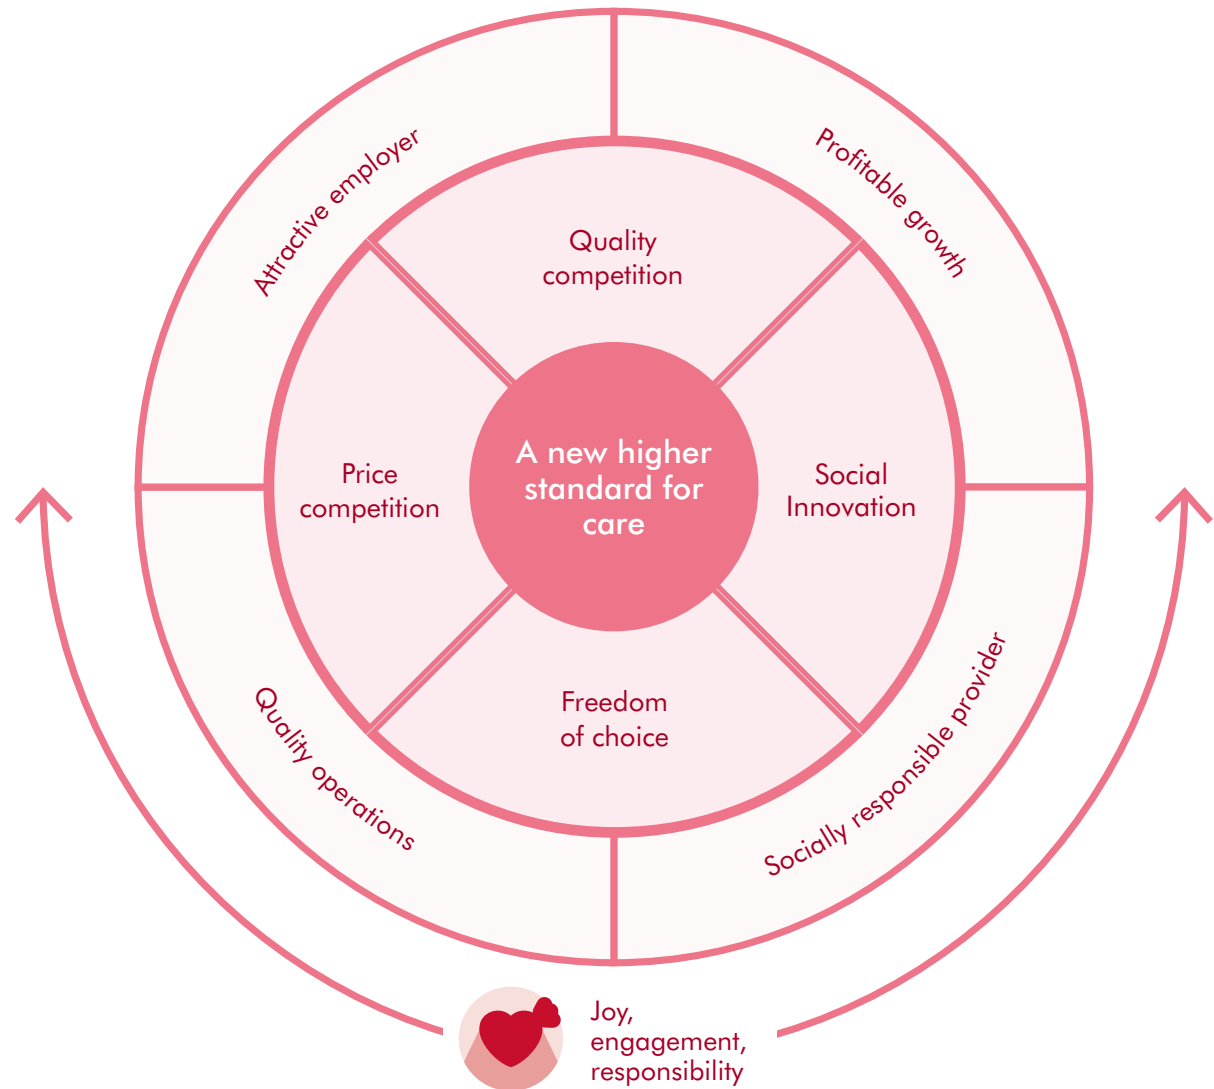 Attractive employer
Profitable growth
Quality
competition
Price
competition
A new higher
standard for
care
Social
Innovation
Freedom
of choice
Quality operations
Socially responsible provider
Joy,
engagement,
responsibility